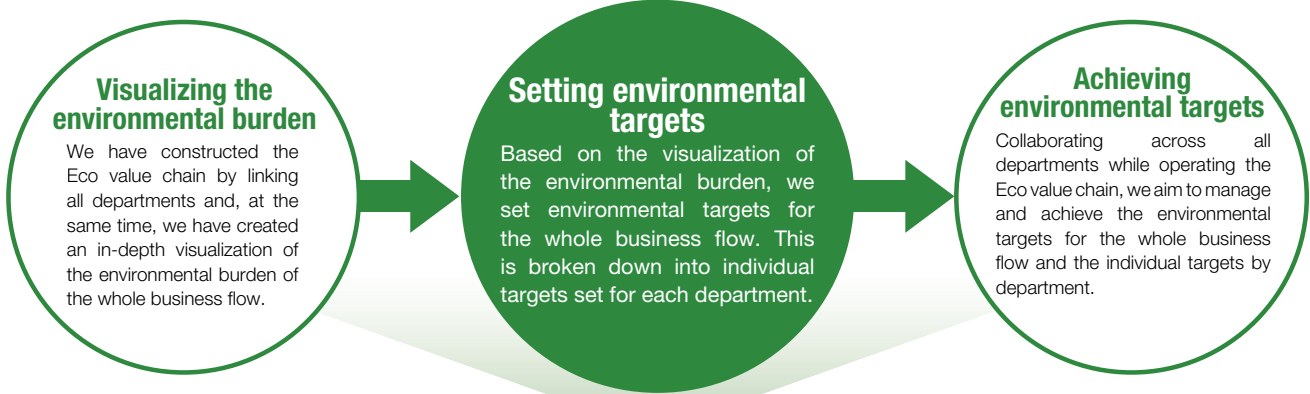 Visualizing the
environmental burden
We have constructed the
Eco value chain by linking
all departments and, at the
same time, we have created
an in-depth visualization of
the environmental burden of
the whole business flow.
Setting environmental
targets
Based on the visualization of
the environmental burden, we
set environmental targets for
the whole business flow. This
is broken down into individual
targets set for each department.
Achieving
environmental targets
Collaborating across all
departments while operating the
Eco value chain, we aim to manage
and achieve the environmental
targets for the whole business
flow and the individual targets by
department.